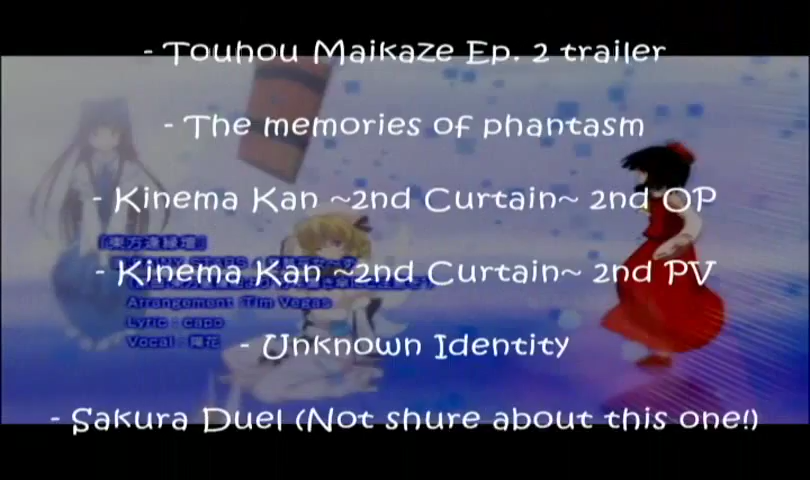 - Touhou Maikaze Ep. 2 trailer
- The memories of phantasm
- Kinema Kan ~2nd Curtain~ 2nd OP
- Kinema Kan ~2nd Curtain~ 2nd PV
Arrangement :Tim Vegas
Lyric : capo
Vocal :
- Unknown Identity
- Sakura Duel (Not shure about this one!)